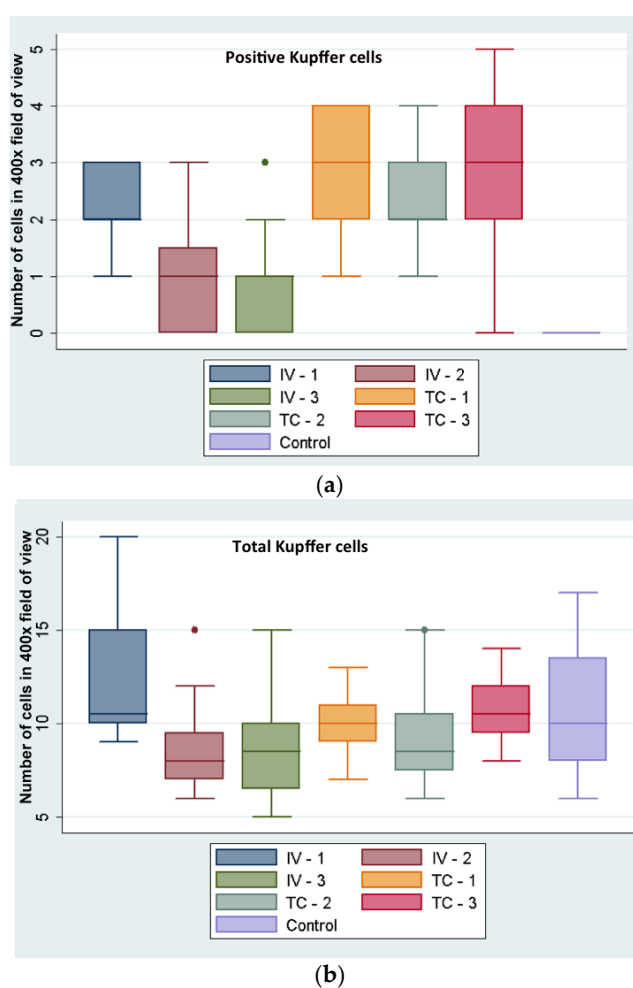 (a)
Positive Kupffer cells
Number of cells in 400x field of view
5
4
3
2
1
0
IV - 1 IV - 2
IV - 3 TC - 1
TC - 2 TC - 3
Control
(a)
Total Kupffer cells
Number of cells in 400x field of view
20
15
10
5
IV - 1 IV - 2
IV - 3 TC - 1
TC - 2 TC - 3
Control
(b)